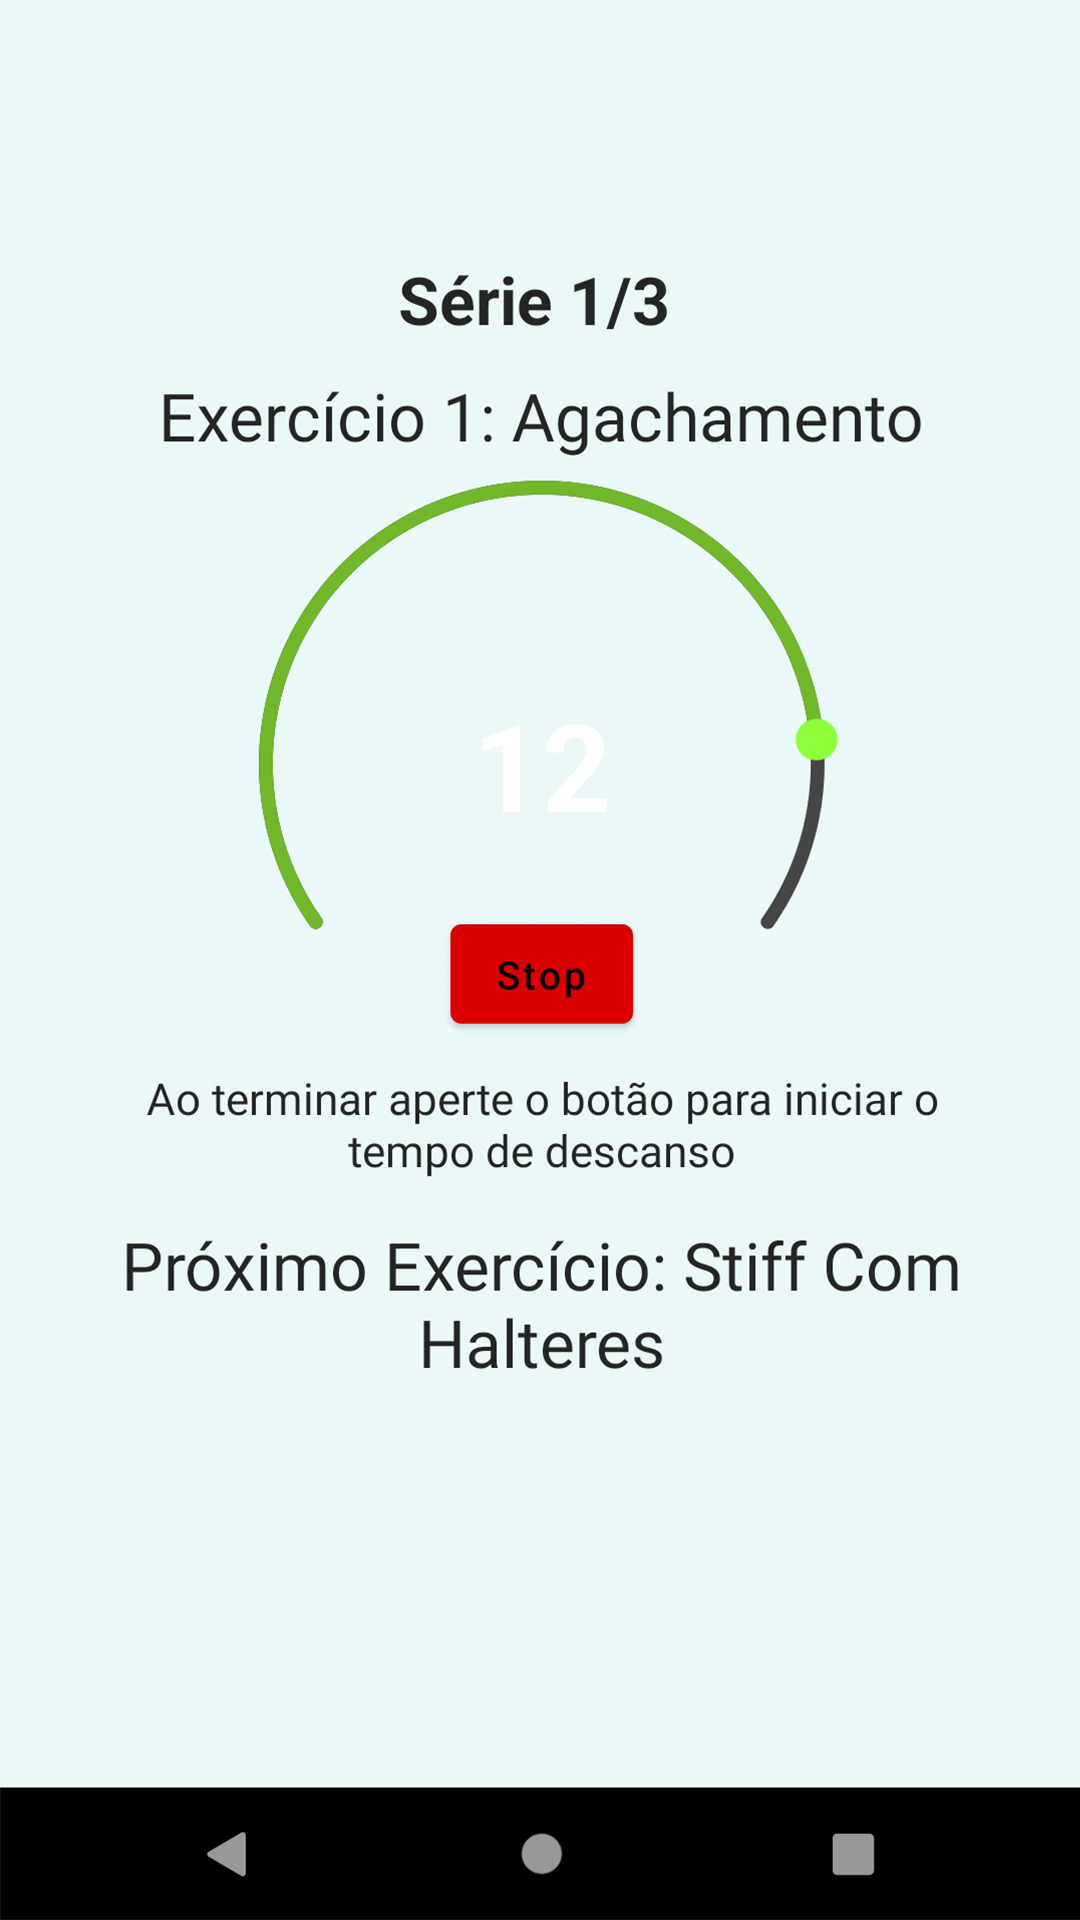 Série 1/3
Exercício 1: Agachamento
12
Stop
Ao terminar aperte o botão para iniciar o
tempo de descanso
Próximo Exercício: Stiff Com
Halteres